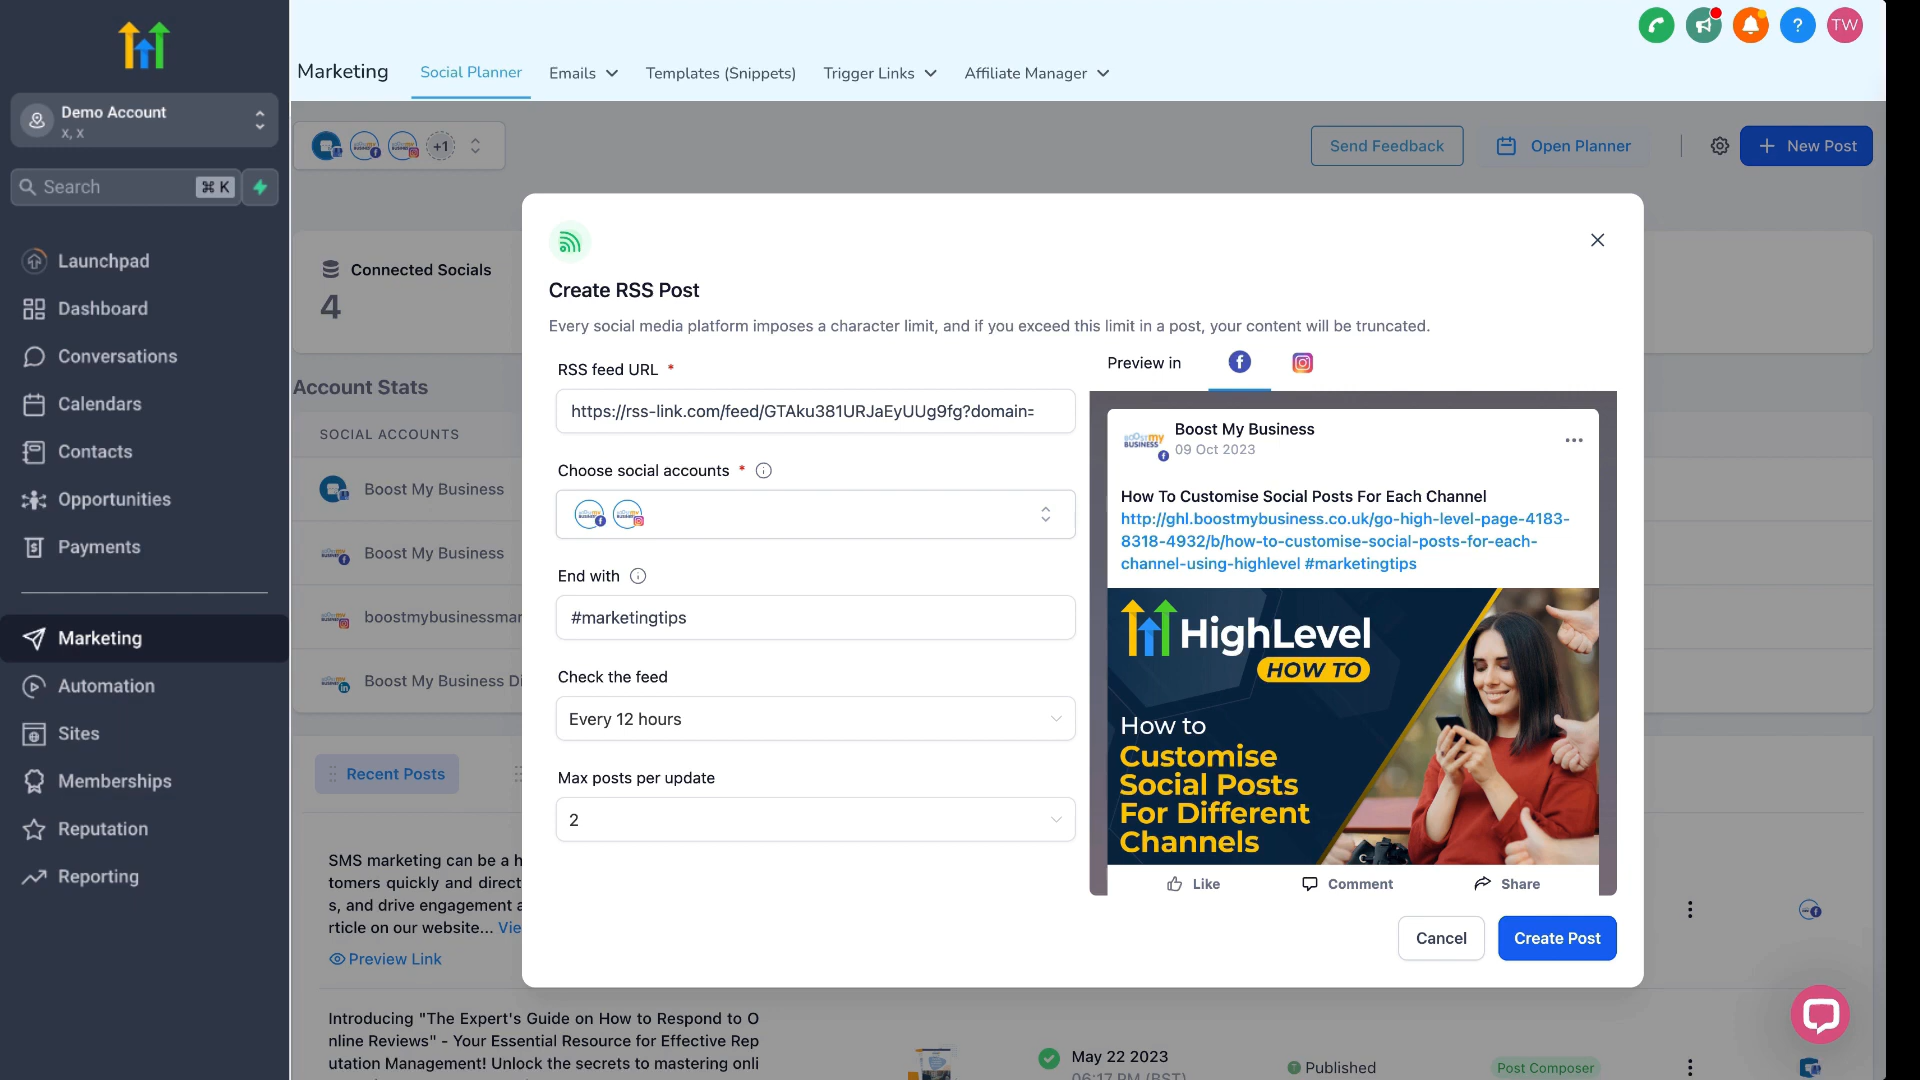 Demo Account
x, x
Search
⌘ K
Launchpad
Dashboard
Conversations
Calendars
Contacts
Opportunities
Payments
Marketing
Automation
Sites
Memberships
Reputation
Reporting
Marketing
Social Planner
Emails
Templates (Snippets)
Trigger Links
Affiliate Manager
?
TW
+1
Send Feedback
Open Planner
New Post
Connected Socials
4
Account Stats
SOCIAL ACCOUNTS
Boost My Business
Boost My Business
boostmybusinessmar
Boost My Business Di
Recent Posts
SMS marketing can be a h
tomers quickly and direct
s, and drive engagement a
rticle on our website... Vie
Preview Link
Introducing "The Expert's Guide on How to Respond to O
nline Reviews" - Your Essential Resource for Effective Rep
utation Management! Unlock the secrets to mastering onli
May 22 2023
06:17 PM (BST)
Published
Post Composer
Create RSS Post
Every social media platform imposes a character limit, and if you exceed this limit in a post, your content will be truncated.
RSS feed URL *
https://rss-link.com/feed/GTAku381URJaEyUUg9fg?domain=
Choose social accounts *
End with
#marketingtips
Check the feed
Every 12 hours
Max posts per update
2
Preview in
BOOSTmy
BUSINESS
Boost My Business
09 Oct 2023
How To Customise Social Posts For Each Channel
http://ghl.boostmybusiness.co.uk/go-high-level-page-4183-
8318-4932/b/how-to-customise-social-posts-for-each-
channel-using-highlevel #marketingtips
HighLevel
HOW TO
How to
Customise
Social Posts
For Different
Channels
Like
Comment
Share
Cancel
Create Post